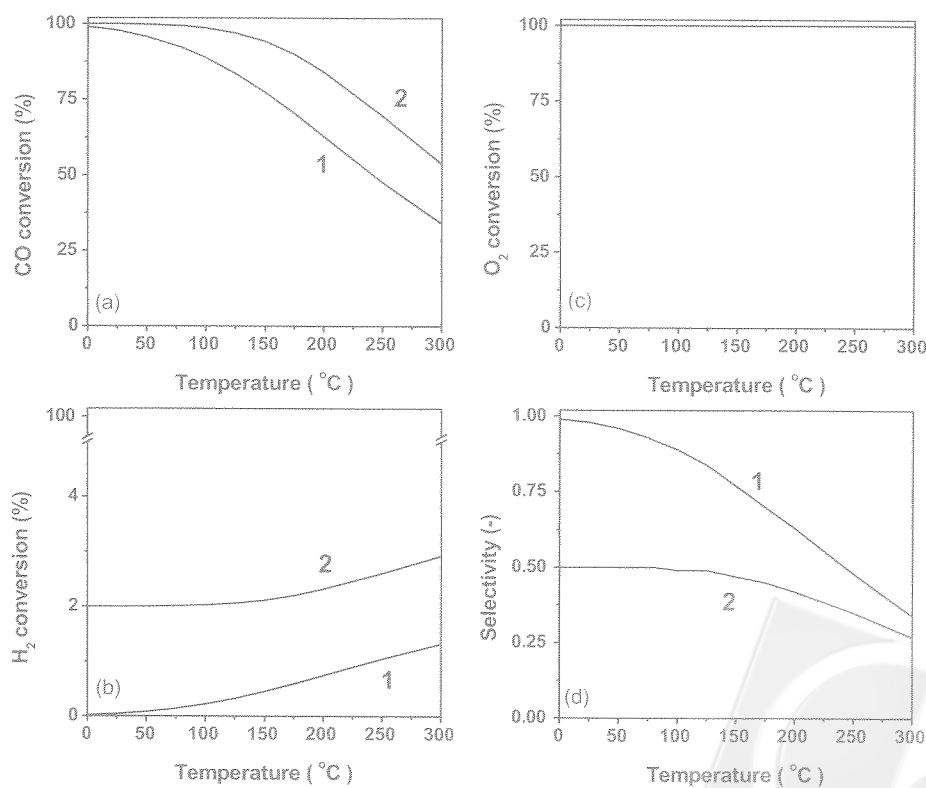 100
75
50
25
0
CO conversion (%)
2
1
(a)
0 50 100 150 200 250 300
Temperature ( °C )
100
75
50
25
0
O2 conversion (%)
(c)
0 50 100 150 200 250 300
Temperature ( °C )
100
4
2
0
H2 conversion (%)
2
1
(b)
0 50 100 150 200 250 300
Temperature ( °C )
1.00
0.75
0.50
0.25
0.00
Selectivity (-)
1
2
(d)
0 50 100 150 200 250 300
Temperature ( °C )